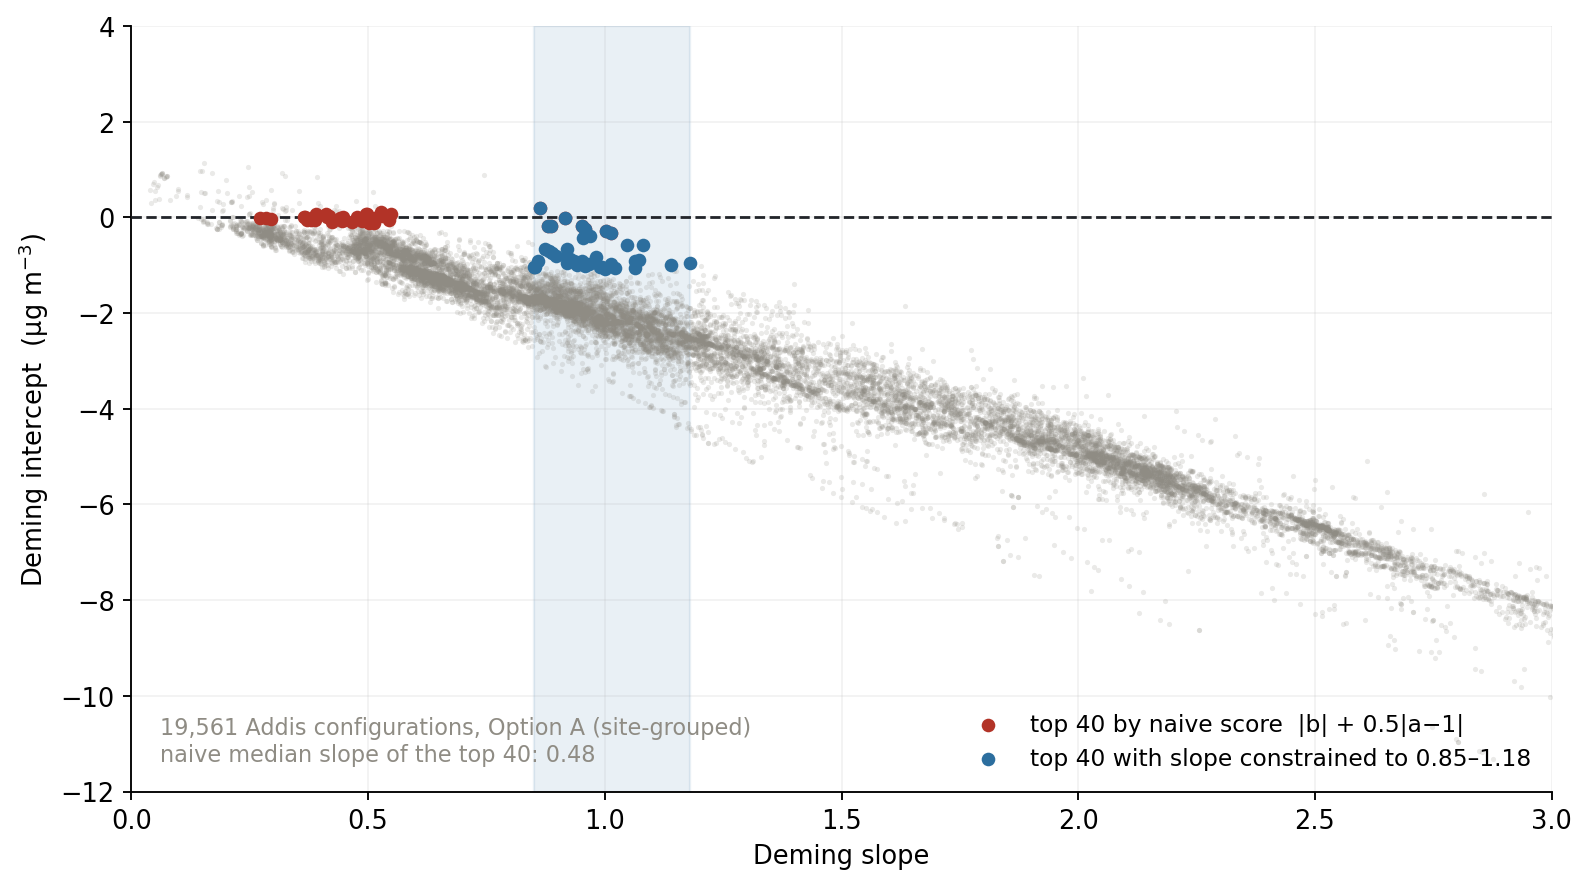 4
2
0
−2
−4
−6
−8
−10
−12
Deming intercept (µg m⁻³)
19,561 Addis configurations, Option A (site-grouped)
naive median slope of the top 40: 0.48
top 40 by naive score |b| + 0.5|a−1|
top 40 with slope constrained to 0.85–1.18
0.0 0.5 1.0 1.5 2.0 2.5 3.0
Deming slope